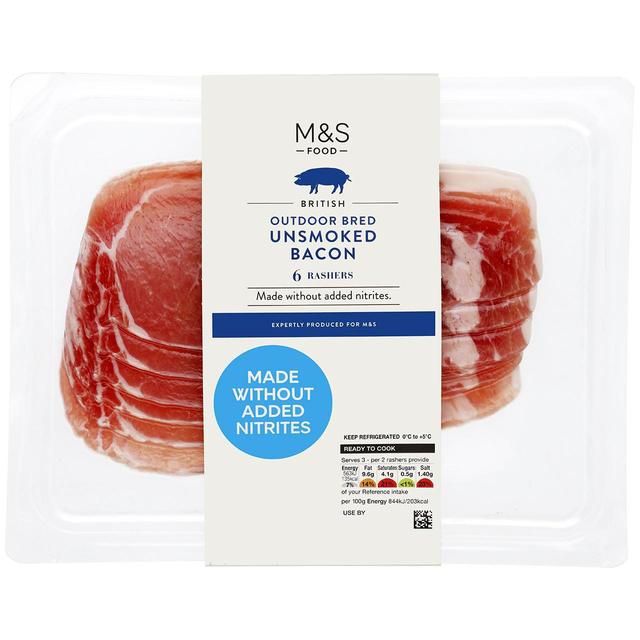 M&S
FOOD
BRITISH
OUTDOOR BRED
UNSMOKED
BACON
6 RASHERS
Made without added nitrites.
EXPERTLY PRODUCED FOR M&S
MADE
WITHOUT
ADDED
NITRITES
KEEP REFRIGERATED 0°C to +5°C
READY TO COOK
Serves 3 - per 2 rashers provide
Energy Fat Saturates Sugars Salt
563kJ 9.6g 4.1g 0.5g 1.40g
135kcal
7% 14% 21% <1% 23%
of your Reference intake
per 100g Energy 844kJ/203kcal
USE BY